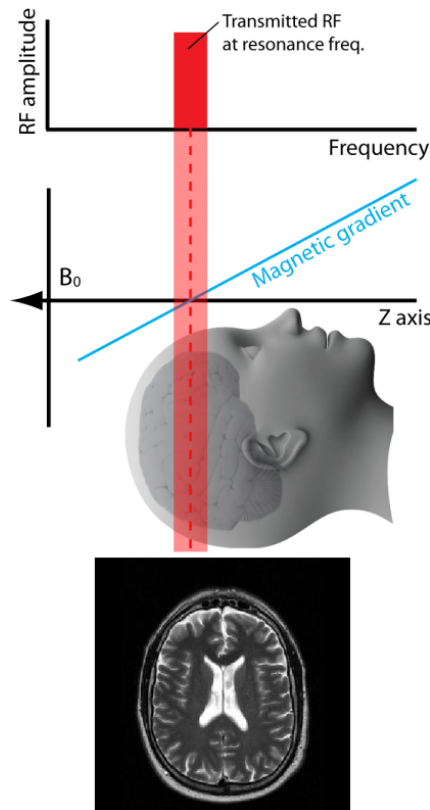 Transmitted RF
at resonance freq.
RF amplitude
Frequency
Magnetic gradient
B₀
Z axis